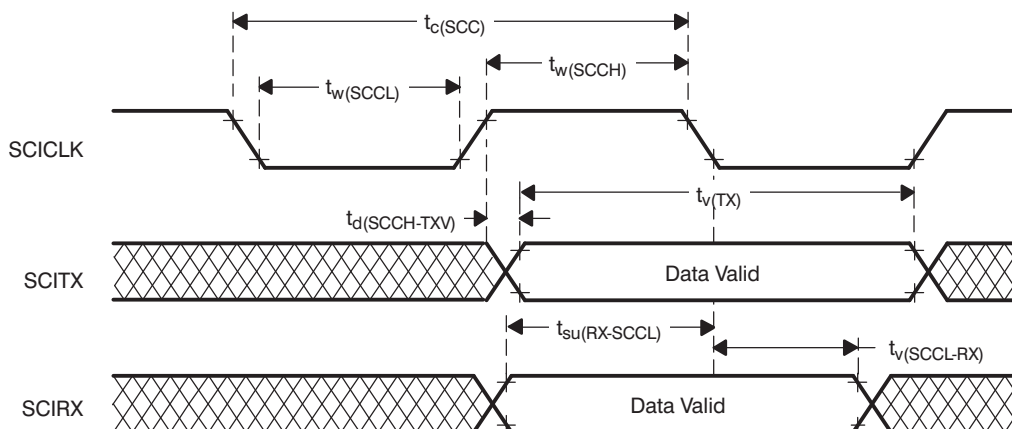 tc(SCC)
tw(SCCH)
tw(SCCL)
SCICLK
tv(TX)
td(SCCH-TXV)
SCITX
Data Valid
tsu(RX-SCCL)
tv(SCCL-RX)
SCIRX
Data Valid